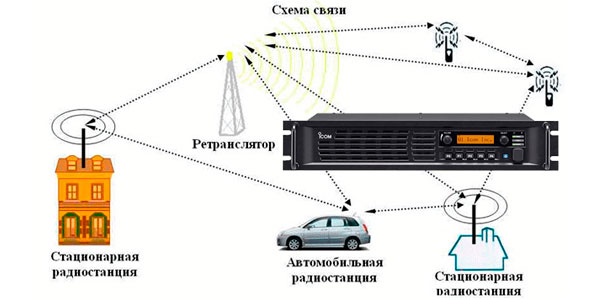 Схема связи
Ретранслятор
ICOM
Стационарная
радиостанция
Автомобильная
радиостанция
Стационарная
радиостанция